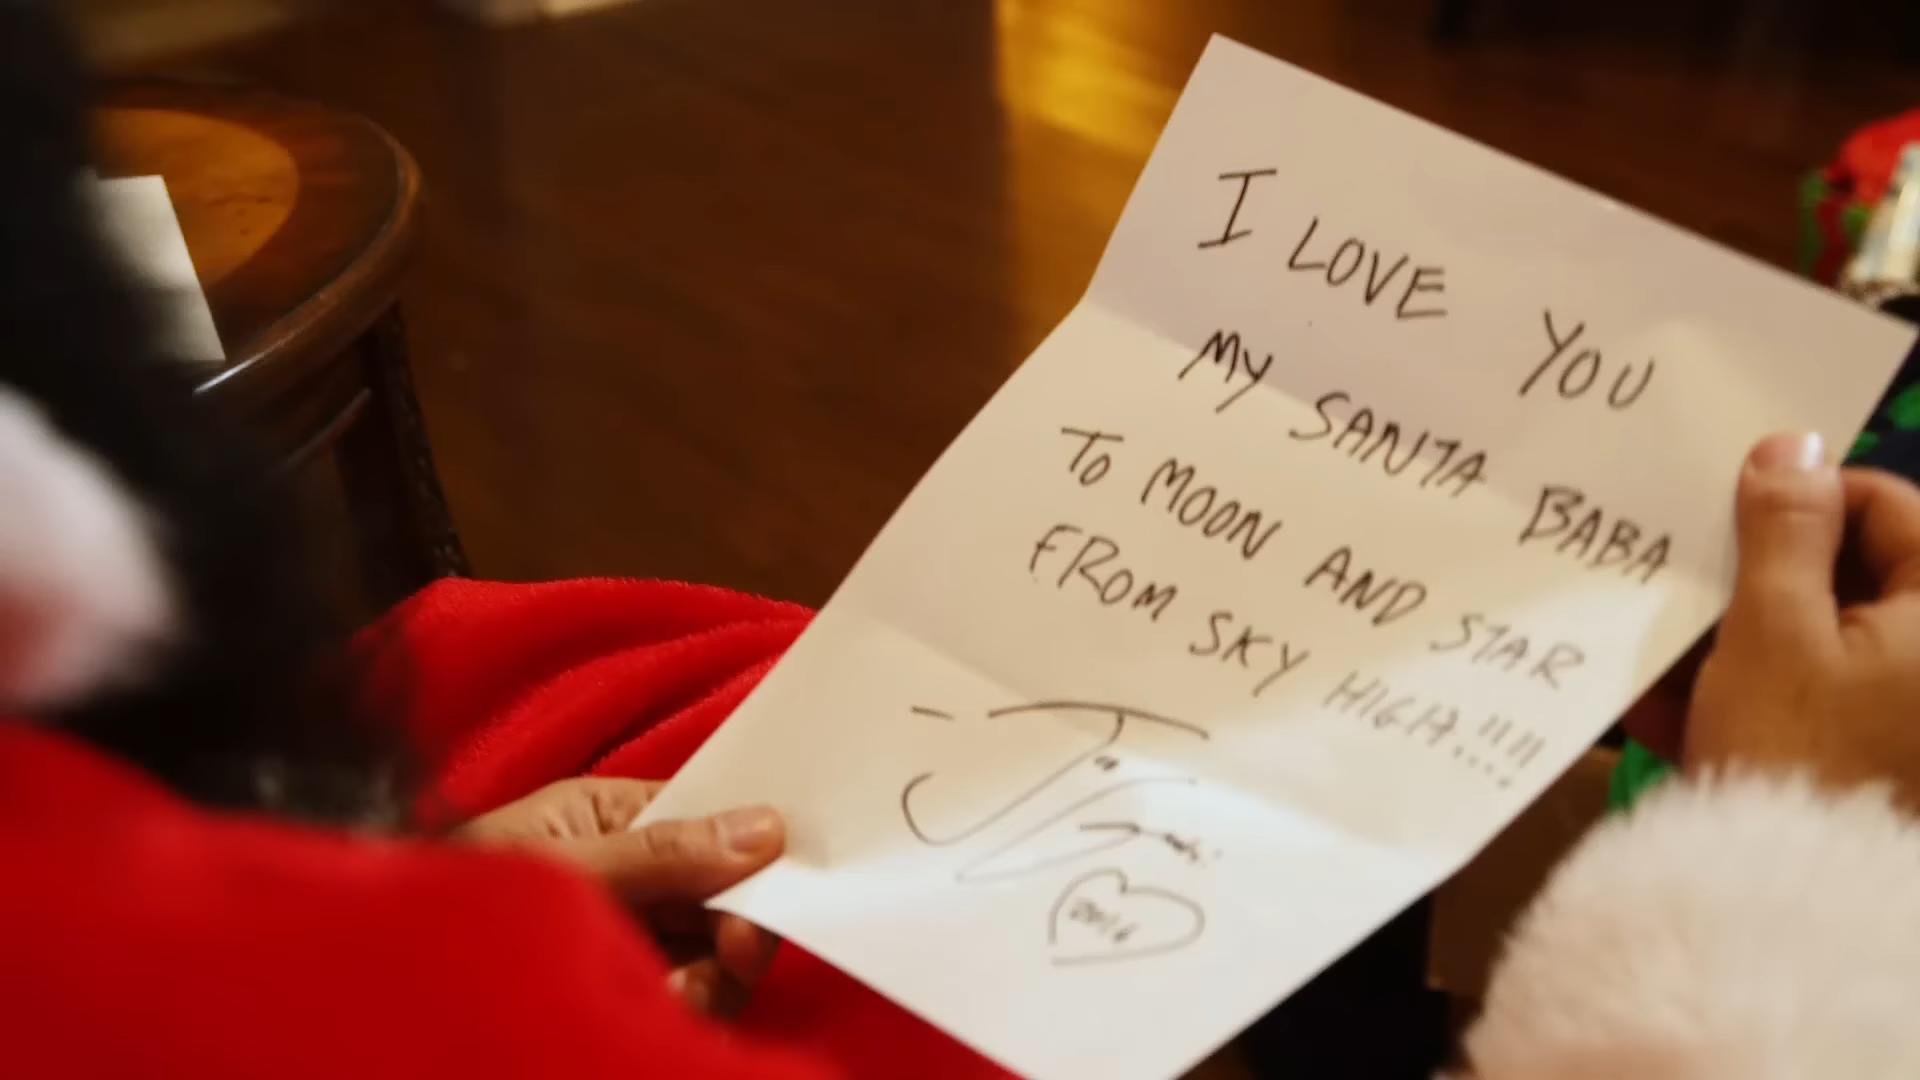 I LOVE YOU
MY SANTA BABA
TO MOON AND STAR
FROM SKY HIGH!!!!